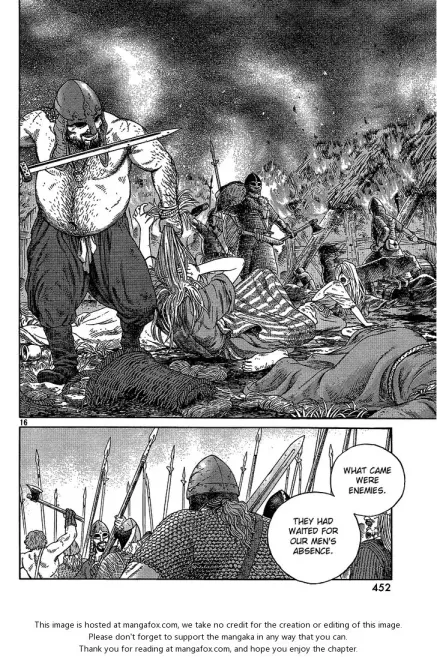 16
WHAT CAME
WERE
ENEMIES.
THEY HAD
WAITED FOR
OUR MEN'S
ABSENCE.
452
This image is hosted at mangafox.com, we take no credit for the creation or editing of this image.
Please don't forget to support the mangaka in any way that you can.
Thank you for reading at mangafox.com, and hope you enjoy the chapter.